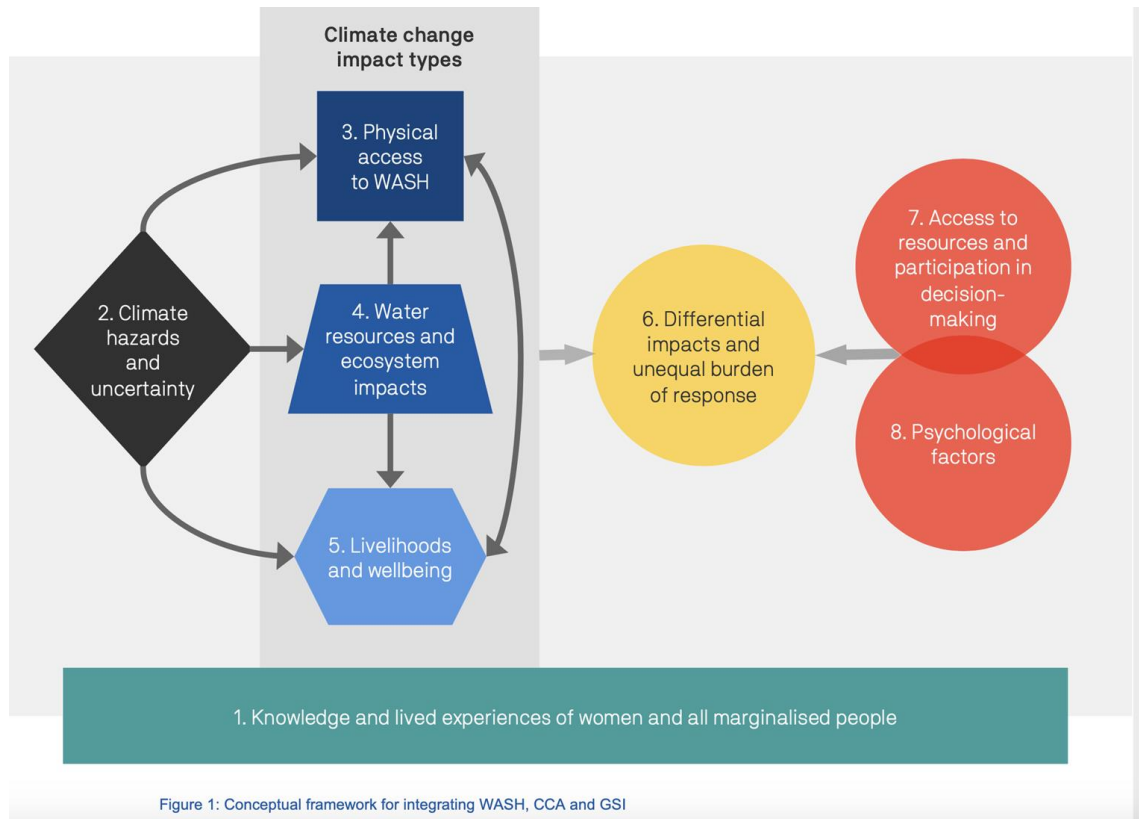 Climate change
impact types
3. Physical
access
to WASH
2. Climate
hazards
and
uncertainty
4. Water
resources and
ecosystem
impacts
5. Livelihoods
and wellbeing
6. Differential
impacts and
unequal burden
of response
7. Access to
resources and
participation in
decision-
making
8. Psychological
factors
1. Knowledge and lived experiences of women and all marginalised people
Figure 1: Conceptual framework for integrating WASH, CCA and GSI